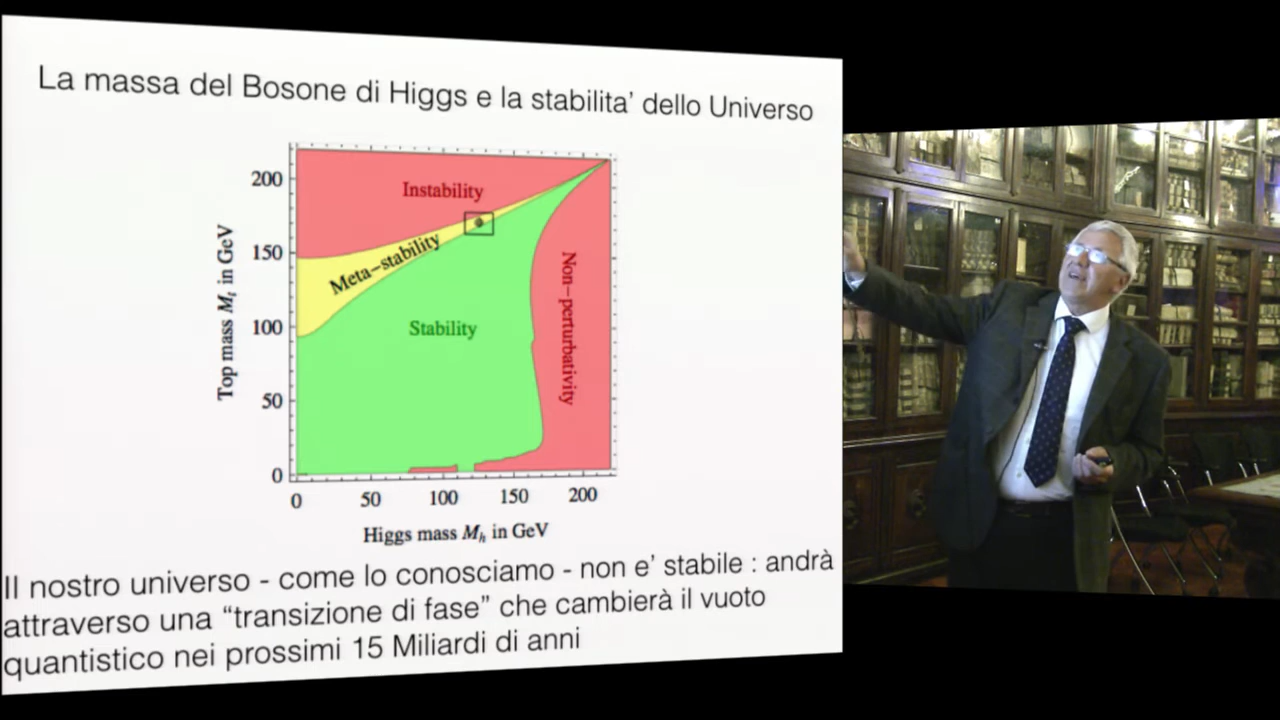 La massa del Bosone di Higgs e la stabilita' dello Universo
200
150
100
50
0
Top mass Mt in GeV
Instability
Meta-stability
Stability
Non-perturbativity
0 50 100 150 200
Higgs mass Mh in GeV
Il nostro universo - come lo conosciamo - non e' stabile : andrà
attraverso una “transizione di fase” che cambierà il vuoto
quantistico nei prossimi 15 Miliardi di anni